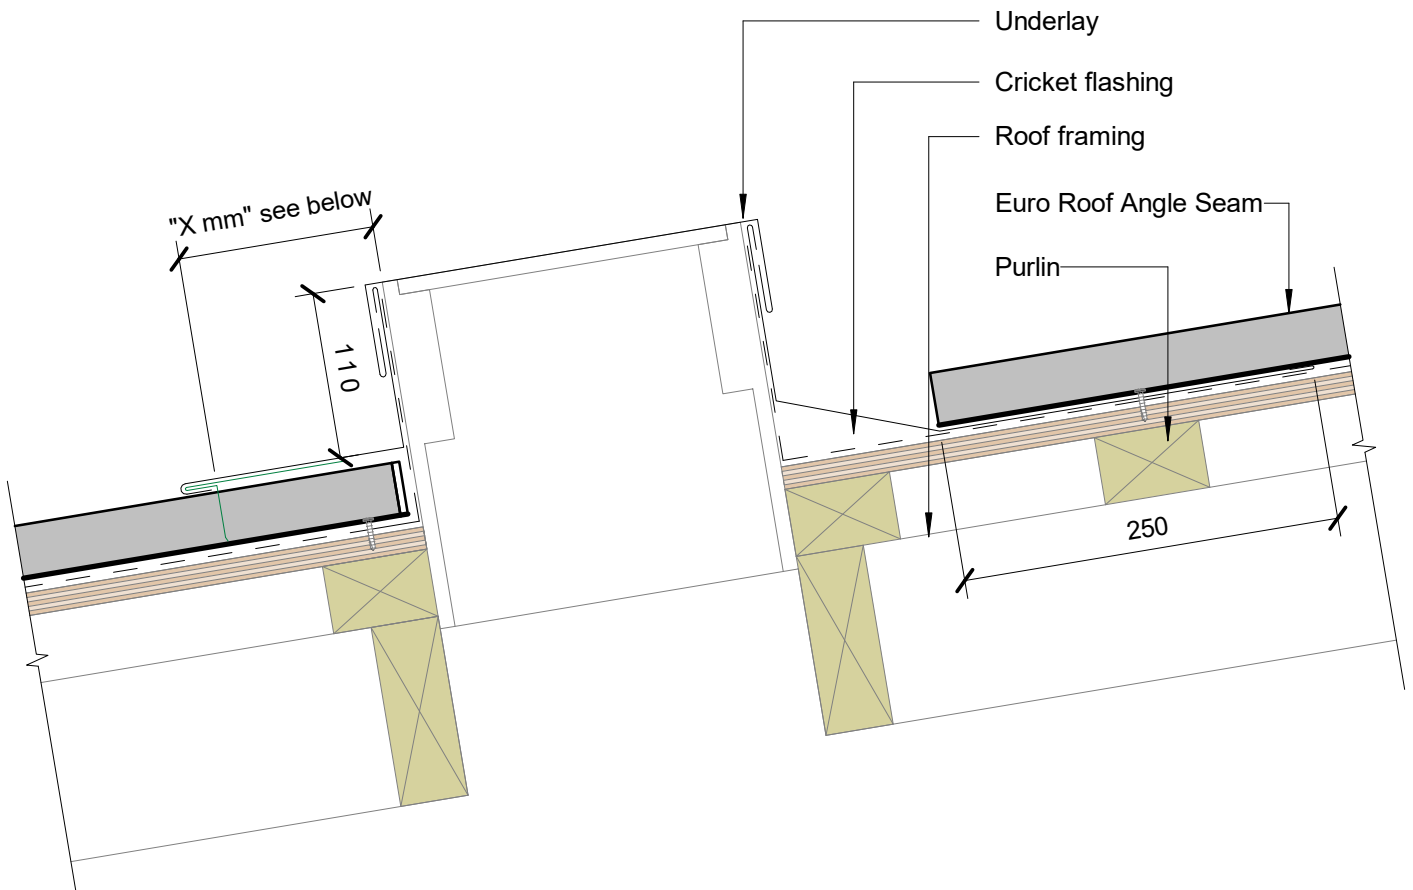 Underlay
Cricket flashing
Roof framing
"X mm" see below
Euro Roof Angle Seam
Purlin
110
250